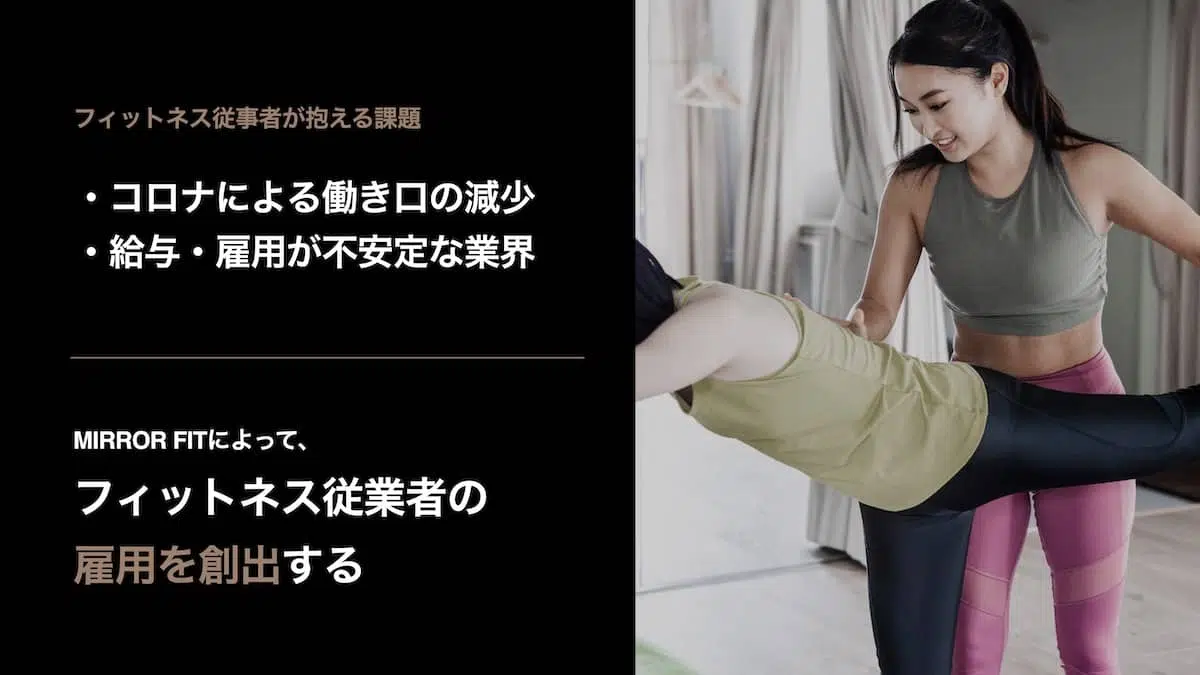 フィットネス従事者が抱える課題
・コロナによる働き口の減少
・給与・雇用が不安定な業界
MIRROR FITによって、
フィットネス従業者の
雇用を創出する